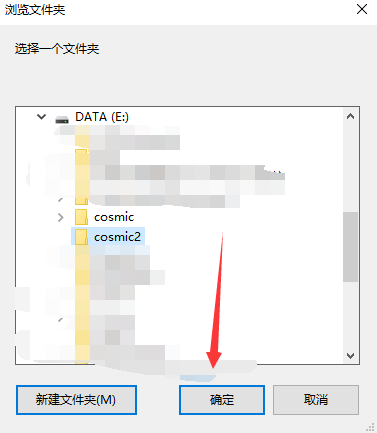 浏览文件夹
选择一个文件夹
DATA (E:)
cosmic
cosmic2
新建文件夹(M)
确定
取消